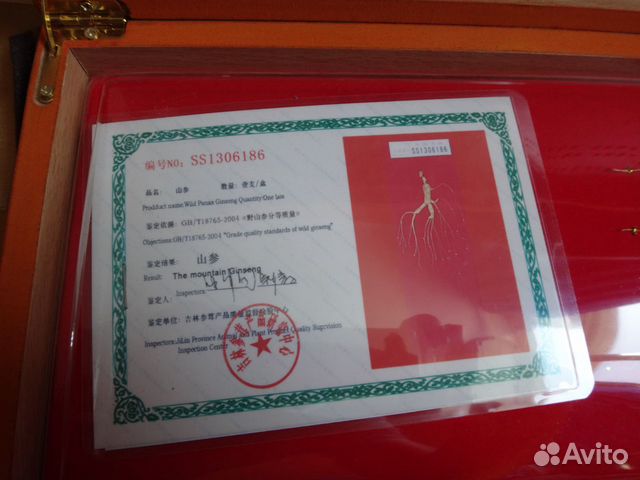 编号NO: SS1306186
SS1306186
品名: 山参 数量: 壹支/盒
Prodduct name:Wild Panax Ginseng Quantity:One
鉴定依据: GB/T18765-2004 《野山参分等质量》
Objections:GB/T18765-2004 "Grade quality standards of wild ginseng"
鉴定结果: 山参
Result: The mountain Ginseng
鉴定人:
Inspectors:
鉴定单位: 吉林参茸产品质量监督检验中心
Inspectors:JiLin Province Animal And Plant Product Quality Supervision
Inspection Center
Avito